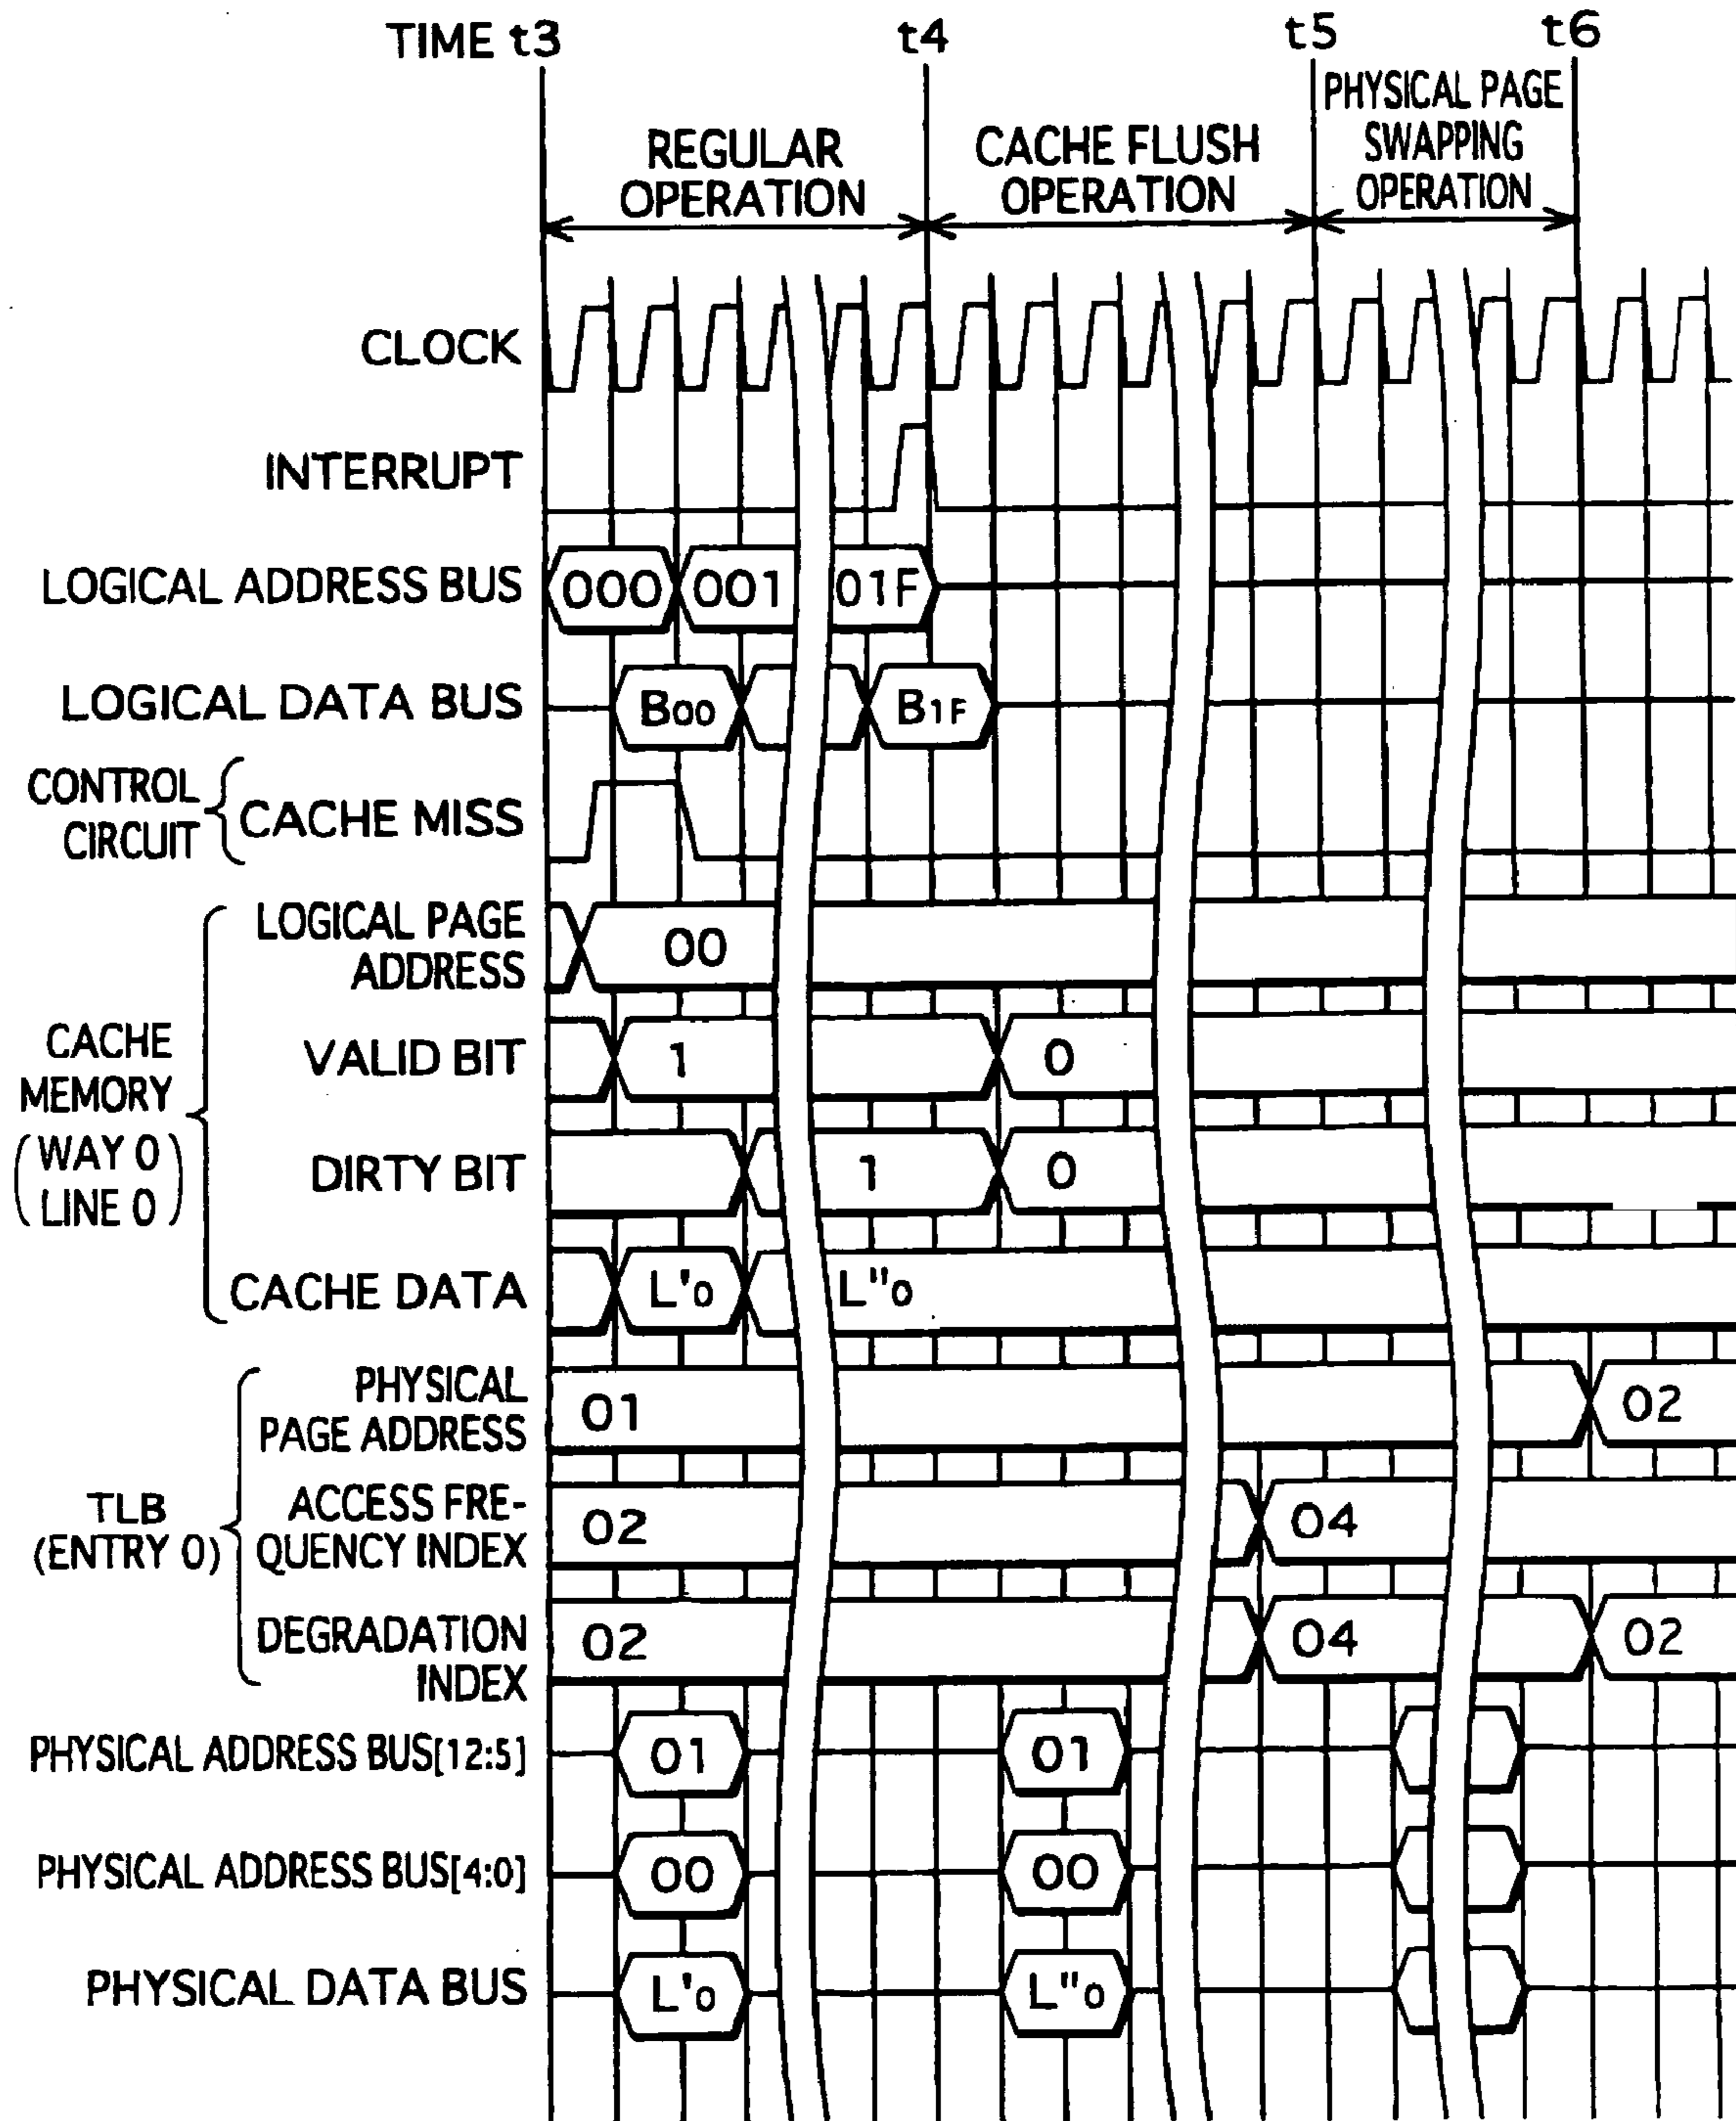 TIME t3 t4 t5 t6
REGULAR
OPERATION
CACHE FLUSH
OPERATION
PHYSICAL PAGE
SWAPPING
OPERATION
CLOCK
INTERRUPT
LOGICAL ADDRESS BUS 000 001 01F
LOGICAL DATA BUS B00 B1F
CONTROL
CIRCUIT
CACHE MISS
CACHE
MEMORY
(WAY 0
LINE 0)
LOGICAL PAGE
ADDRESS
00
VALID BIT 1 0
DIRTY BIT 1 0
CACHE DATA L'0 L"0
TLB
(ENTRY 0)
PHYSICAL
PAGE ADDRESS
01 02
ACCESS FRE-
QUENCY INDEX
02 04
DEGRADATION
INDEX
02 04 02
PHYSICAL ADDRESS BUS[12:5] 01 01
PHYSICAL ADDRESS BUS[4:0] 00 00
PHYSICAL DATA BUS L'0 L"0